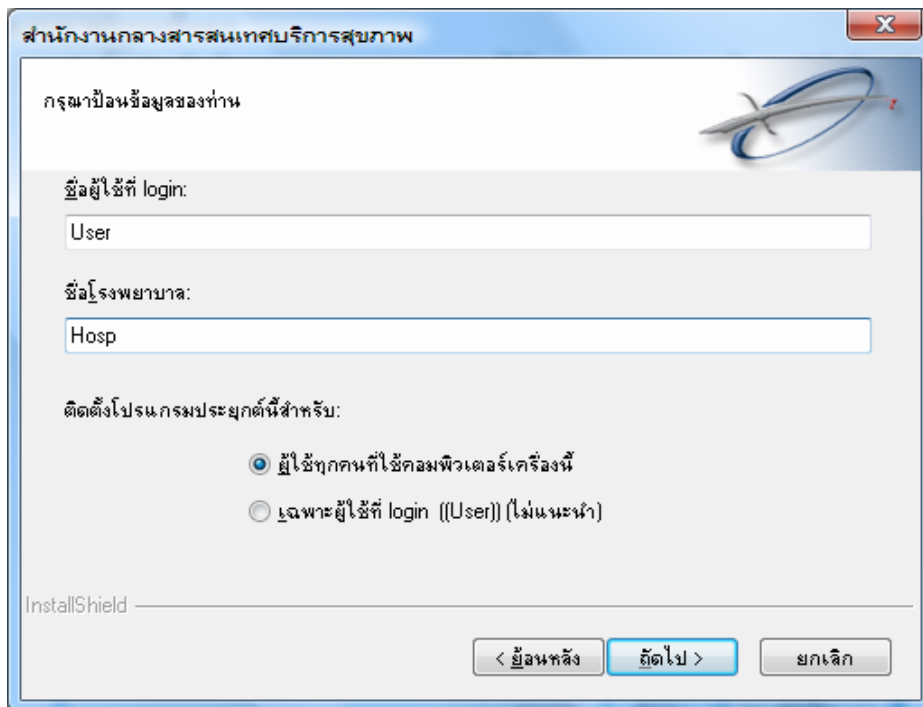 สำนักงานกลางสารสนเทศบริการสุขภาพ
กรุณาป้อนข้อมูลของท่าน
ชื่อผู้ใช้ที่ login:
User
ชื่อโรงพยาบาล:
Hosp
ติดตั้งโปรแกรมประยุกต์นี้สำหรับ:
ผู้ใช้ทุกคนที่ใช้คอมพิวเตอร์เครื่องนี้
เฉพาะผู้ใช้ที่ login ((User)) (ไม่แนะนำ)
InstallShield
< ย้อนหลัง ถัดไป > ยกเลิก